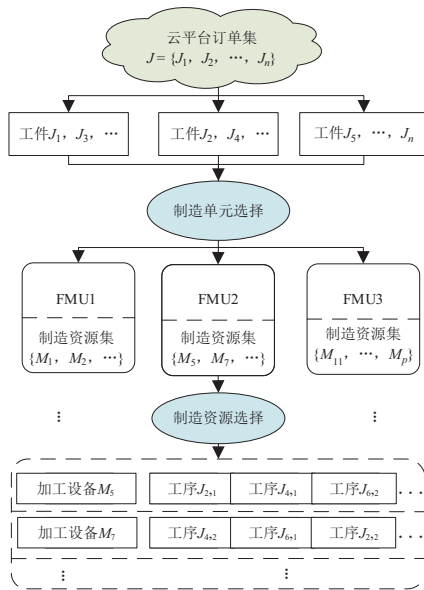 云平台订单集
J = {J1, J2, …, Jn}
工件J1, J3, …
工件J2, J4, …
工件J5, …, Jn
制造单元选择
FMU1
FMU2
FMU3
制造资源集
{M1, M2, …}
制造资源集
{M5, M7, …}
制造资源集
{M11, …, Mp}
⋮
制造资源选择
⋮
加工设备M5 工序J2,1 工序J4,1 工序J6,2 …
加工设备M7 工序J4,2 工序J6,1 工序J2,2 …
⋮ ⋮